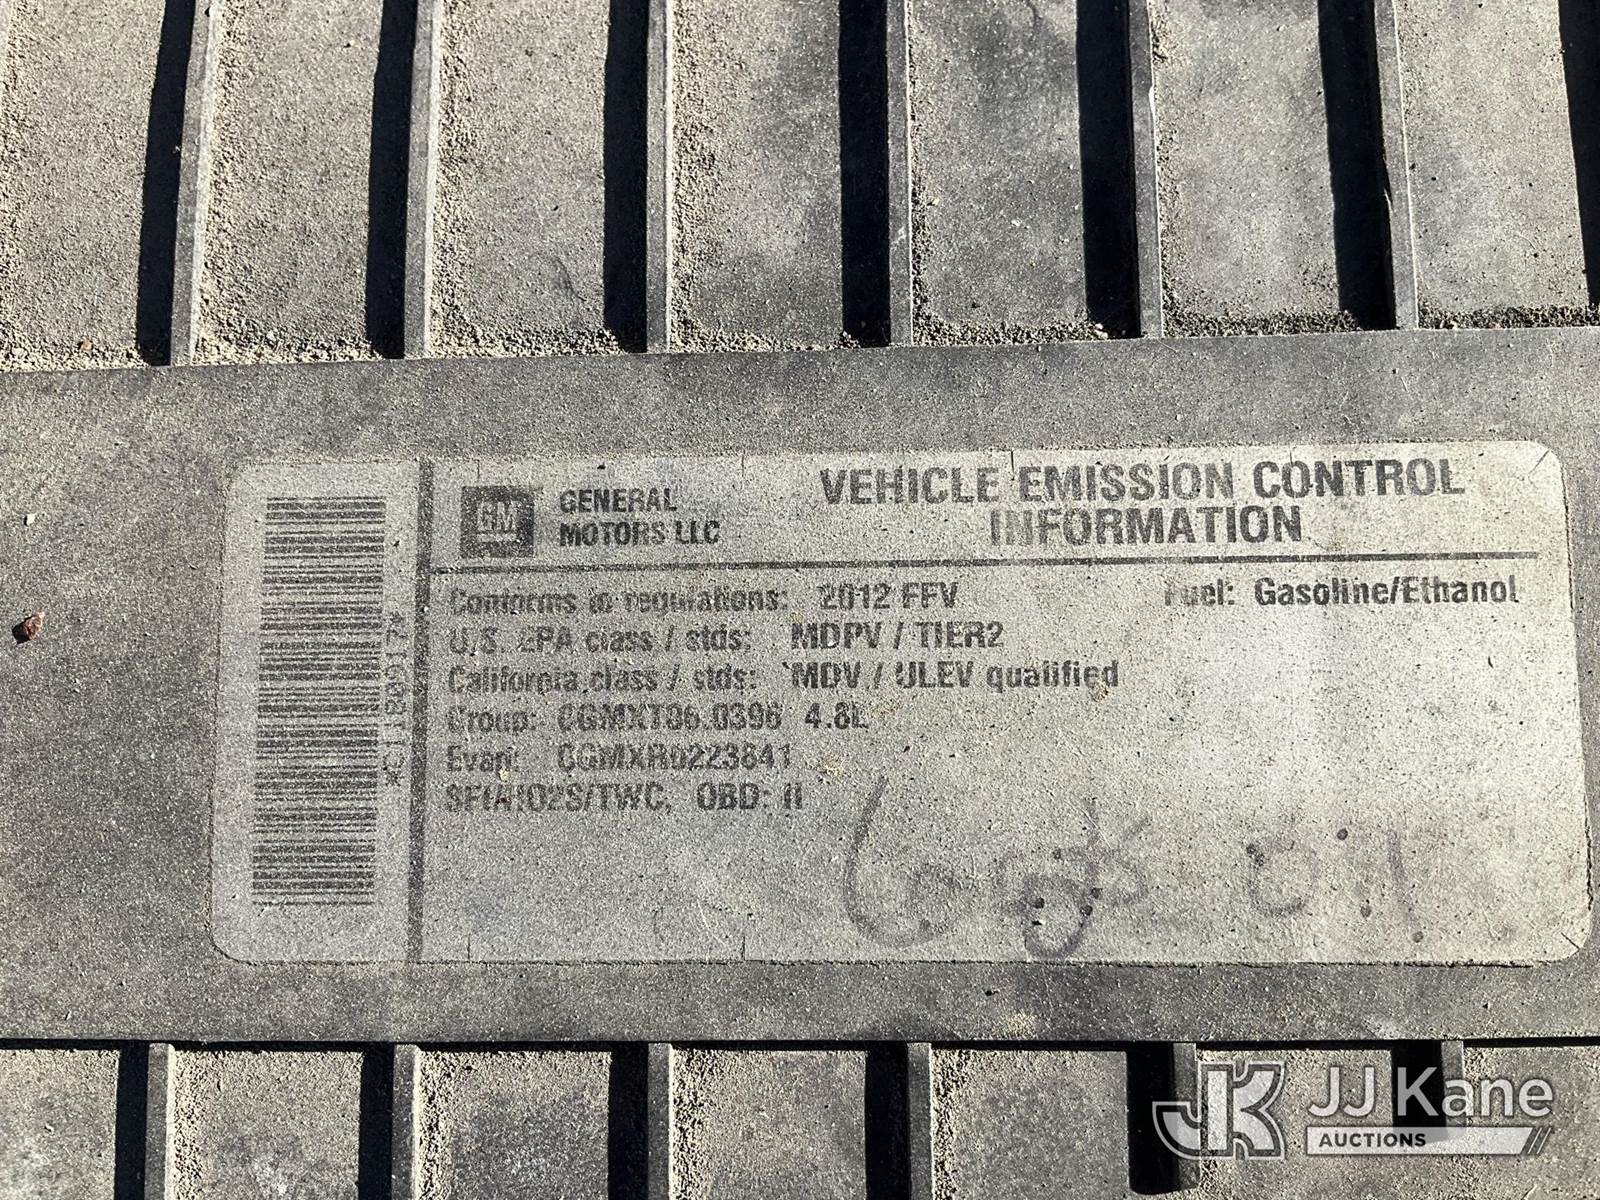 GM GENERAL MOTORS LLC
VEHICLE EMISSION CONTROL
INFORMATION
Conforms to regulations: 2012 FFV Fuel: Gasoline/Ethanol
U.S. EPA class / stds: MDPV / TIER2
California class / stds: MDV / ULEV qualified
Group: CGMXT06.0396 4.8L
Evap: CGMXR0223841
SFI/HO2S/TWC, OBD: II
JK JJ Kane
AUCTIONS